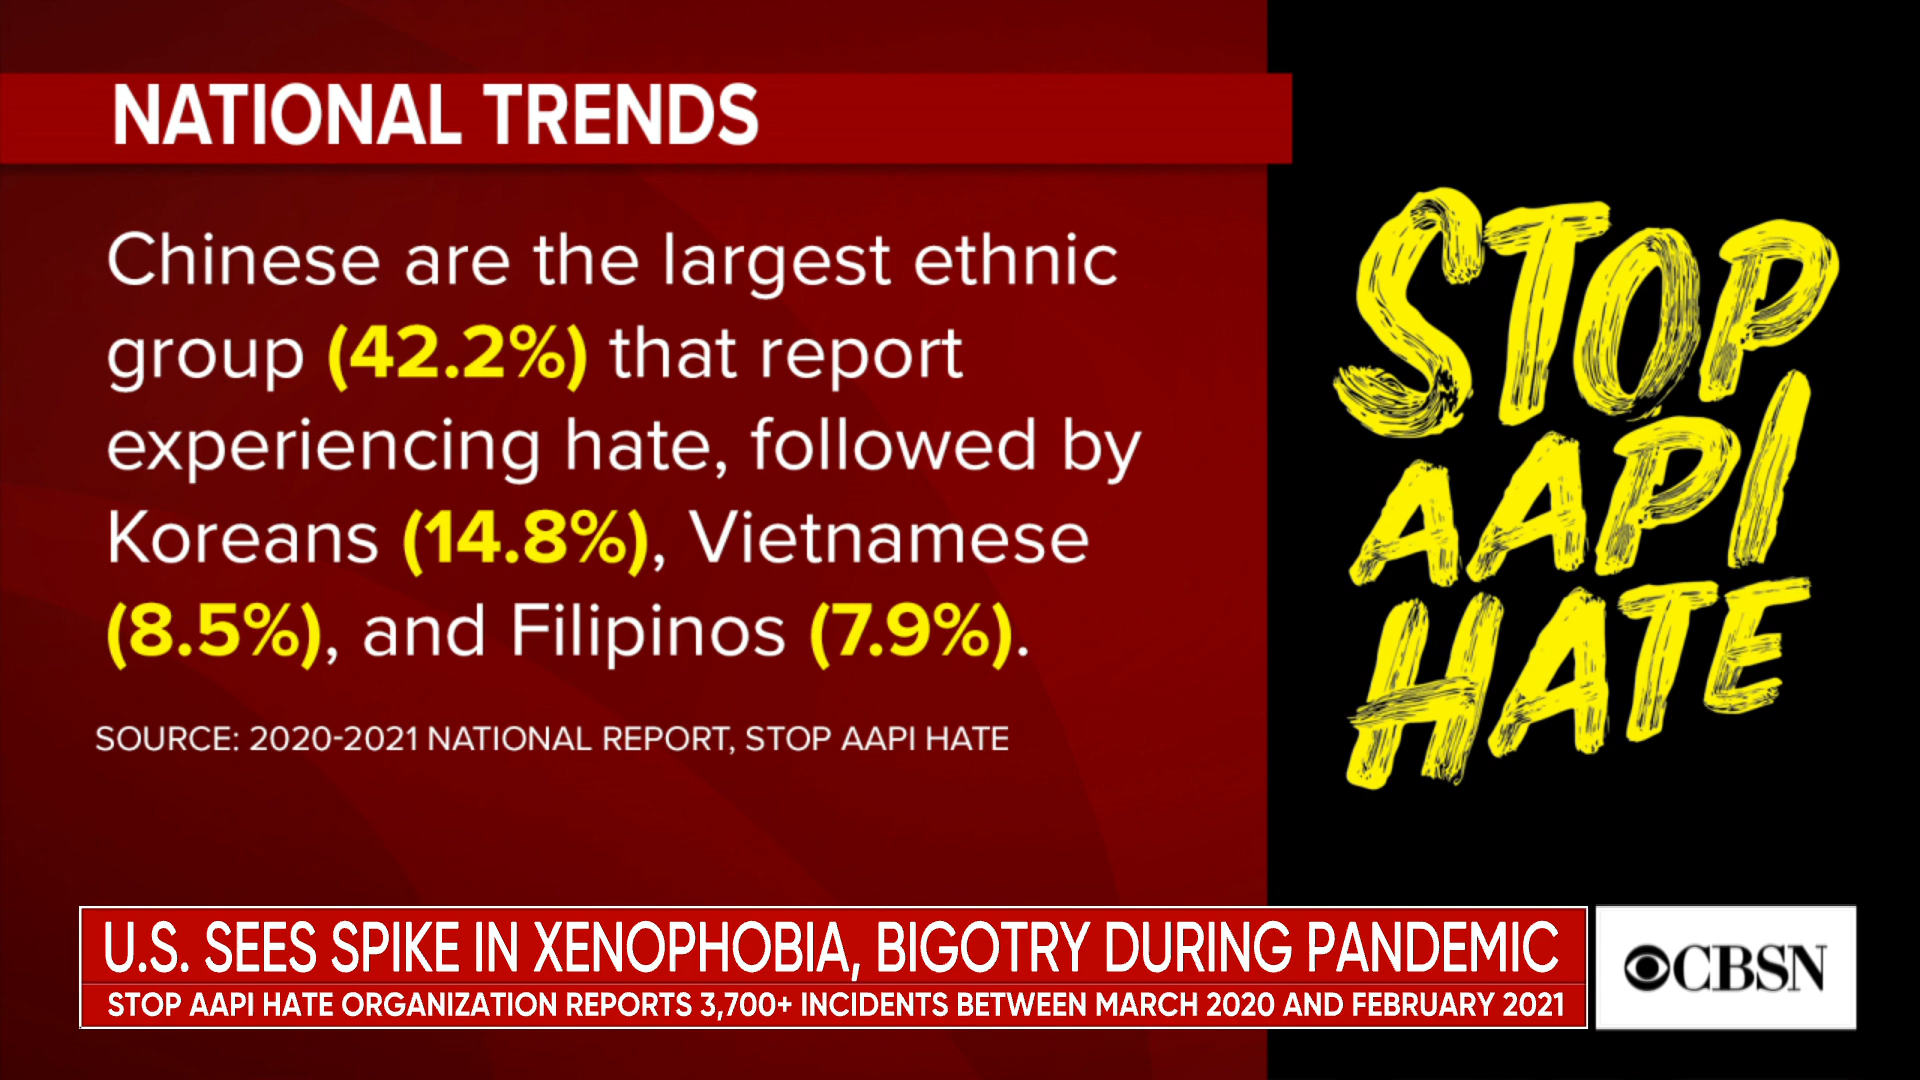 NATIONAL TRENDS
Chinese are the largest ethnic
group (42.2%) that report
experiencing hate, followed by
Koreans (14.8%), Vietnamese
(8.5%), and Filipinos (7.9%).
SOURCE: 2020-2021 NATIONAL REPORT, STOP AAPI HATE
STOP
AAPI
HATE
U.S. SEES SPIKE IN XENOPHOBIA, BIGOTRY DURING PANDEMIC
STOP AAPI HATE ORGANIZATION REPORTS 3,700+ INCIDENTS BETWEEN MARCH 2020 AND FEBRUARY 2021
CBSN